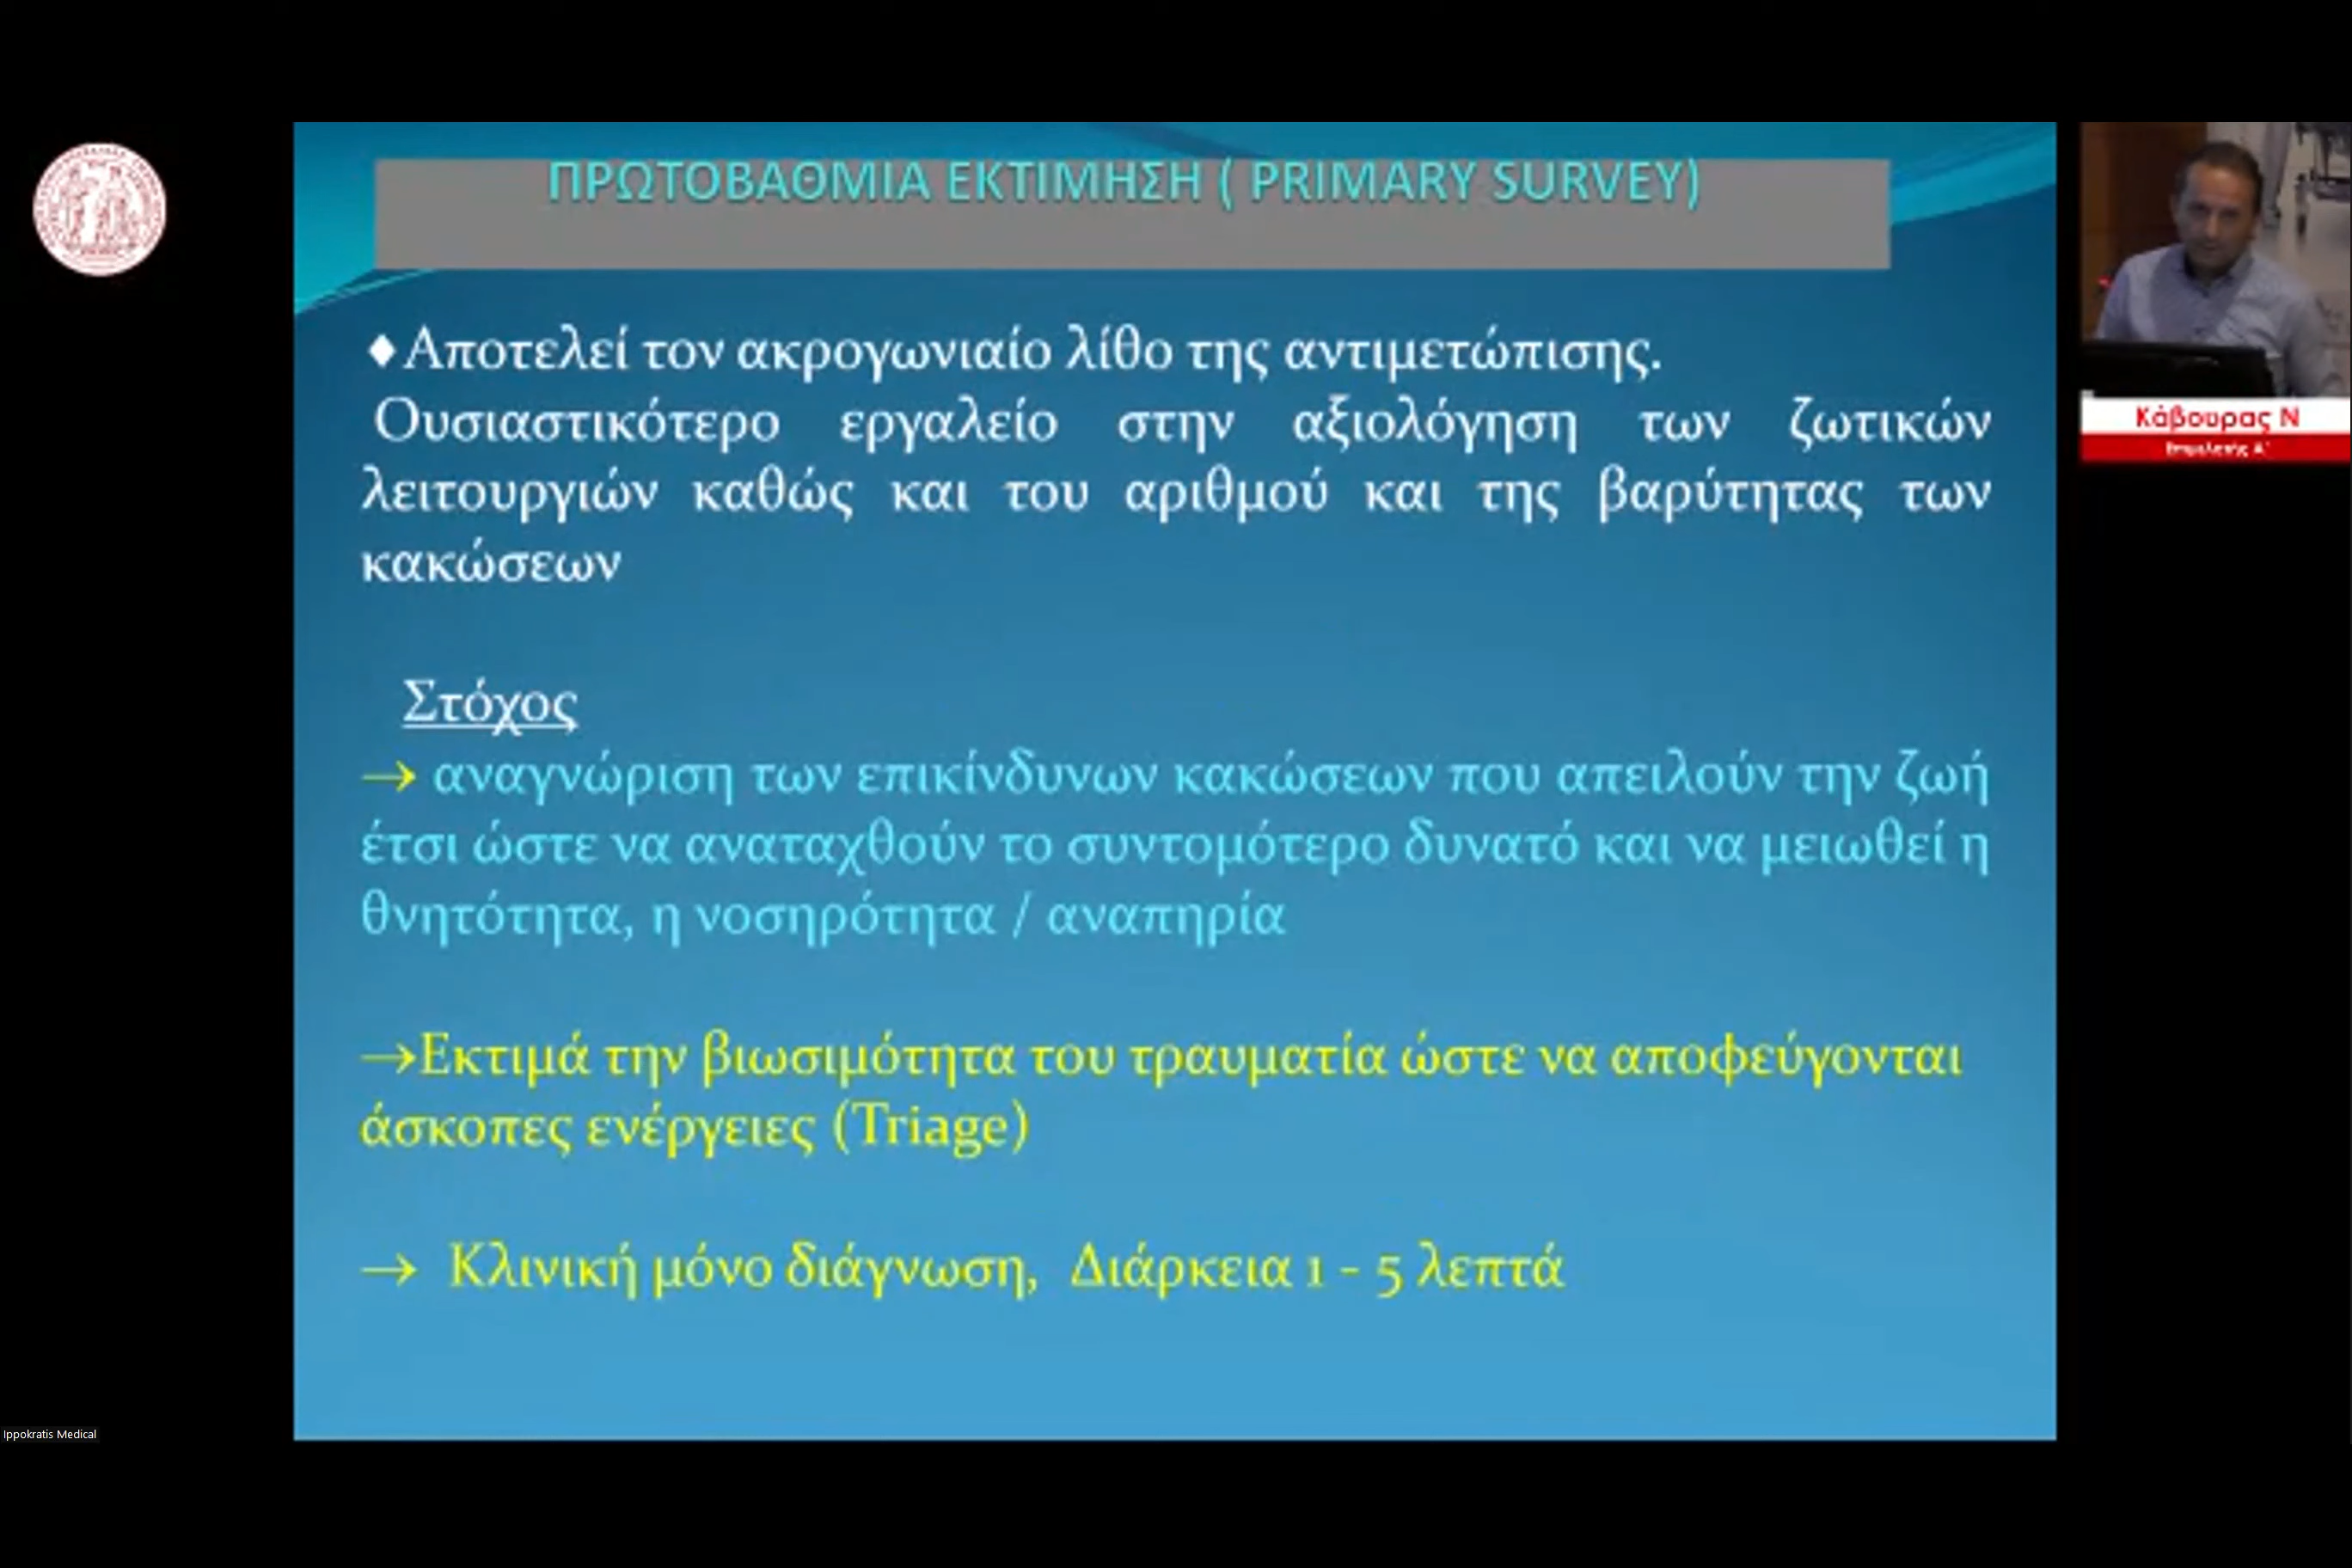 ΠΡΩΤΟΒΑΘΜΙΑ ΕΚΤΙΜΗΣΗ ( PRIMARY SURVEY)
♦Αποτελεί τον ακρογωνιαίο λίθο της αντιμετώπισης.
Ουσιαστικότερο εργαλείο στην αξιολόγηση των ζωτικών
λειτουργιών καθώς και του αριθμού και της βαρύτητας των
κακώσεων
Στόχος
→ αναγνώριση των επικίνδυνων κακώσεων που απειλούν την ζωή
έτσι ώστε να αναταχθούν το συντομότερο δυνατό και να μειωθεί η
θνητότητα, η νοσηρότητα / αναπηρία
→Εκτιμά την βιωσιμότητα του τραυματία ώστε να αποφεύγονται
άσκοπες ενέργειες (Triage)
→ Κλινική μόνο διάγνωση, Διάρκεια 1 - 5 λεπτά
Κάβουρας Ν
Επιμελητής Α'
Ippokratis Medical